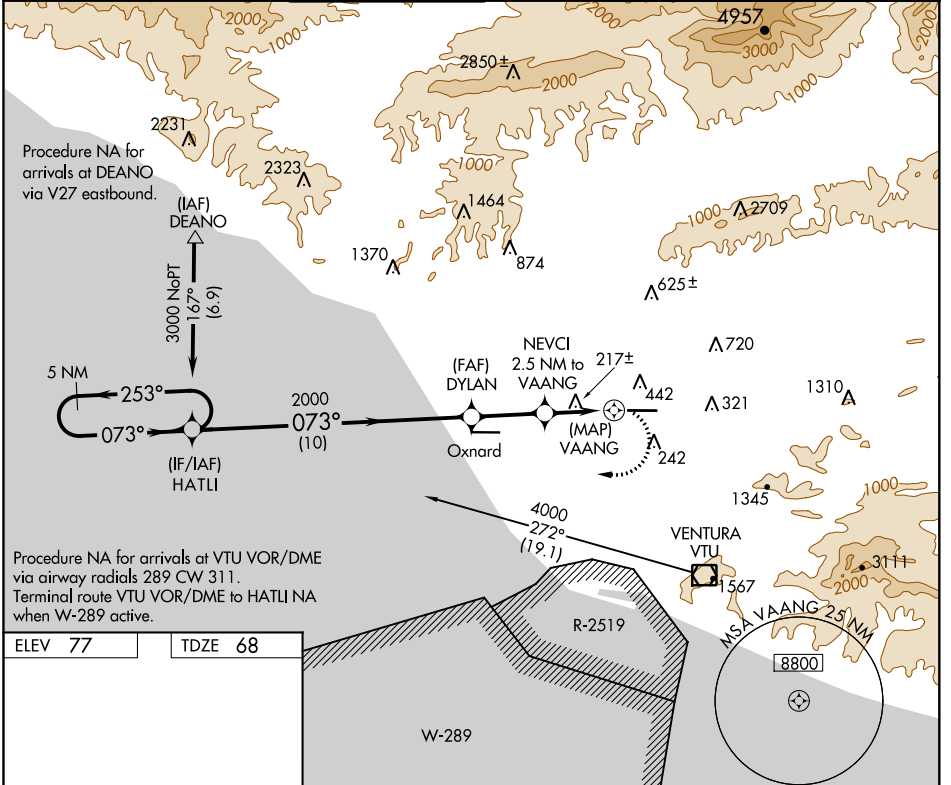 2000
1000
4957
3000
2850±
2000
1000
1000
2231
Procedure NA for
arrivals at DEANO
via V27 eastbound.
2323
1000
1464
1000
2709
(IAF)
DEANO
1370
874
3000 NoPT
167°
(6.9)
625±
NEVCI
2.5 NM to
VAANG
217±
720
(FAF)
DYLAN
5 NM
253°
2000
442
321
1310
073°
073°
(10)
(MAP)
VAANG
Oxnard
242
(IF/IAF)
HATLI
1345
1000
4000
272°
(19.1)
VENTURA
VTU
Procedure NA for arrivals at VTU VOR/DME
via airway radials 289 CW 311.
Terminal route VTU VOR/DME to HATLI NA
when W-289 active.
3111
2000
1567
R-2519
MSA VAANG 25 NM
8800
ELEV 77
TDZE 68
W-289